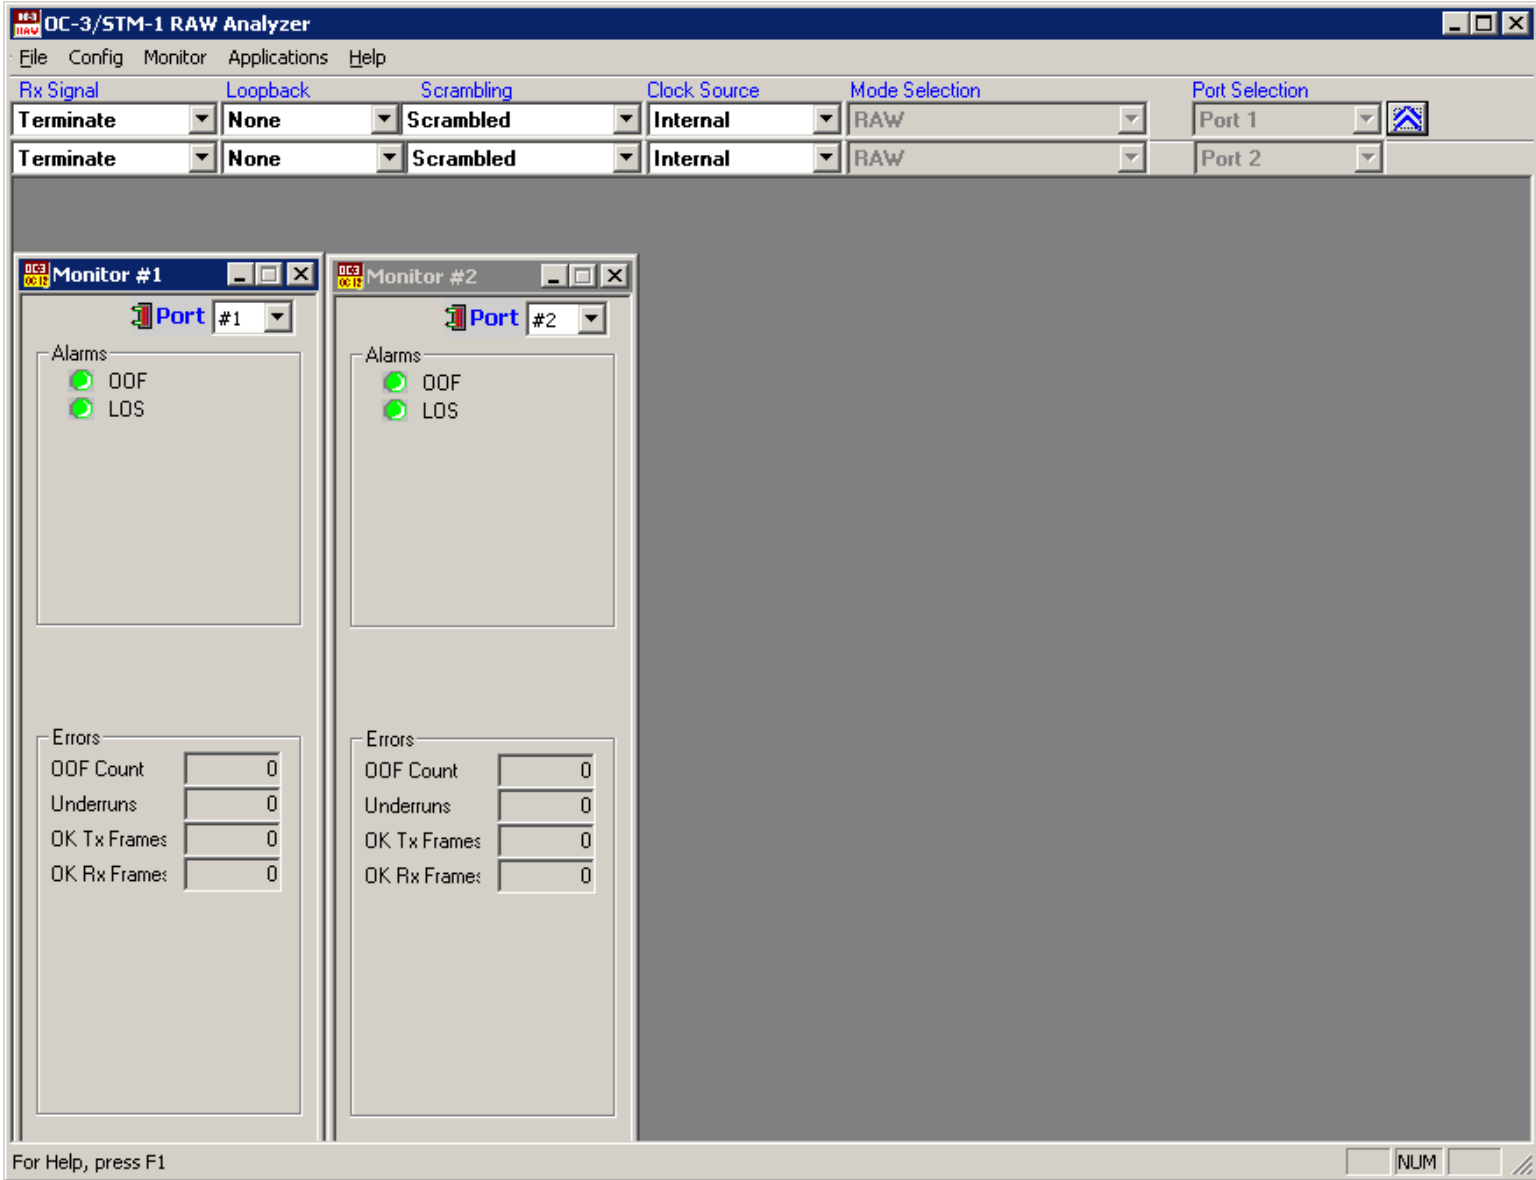 OC-3/STM-1 RAW Analyzer
File Config Monitor Applications Help
Rx Signal Loopback Scrambling Clock Source Mode Selection Port Selection
Terminate None Scrambled Internal RAW Port 1
Terminate None Scrambled Internal RAW Port 2
Monitor #1
Port #1
Alarms
OOF
LOS
Errors
OOF Count 0
Underruns 0
OK Tx Frames 0
OK Rx Frames 0
Monitor #2
Port #2
Alarms
OOF
LOS
Errors
OOF Count 0
Underruns 0
OK Tx Frames 0
OK Rx Frames 0
For Help, press F1 NUM